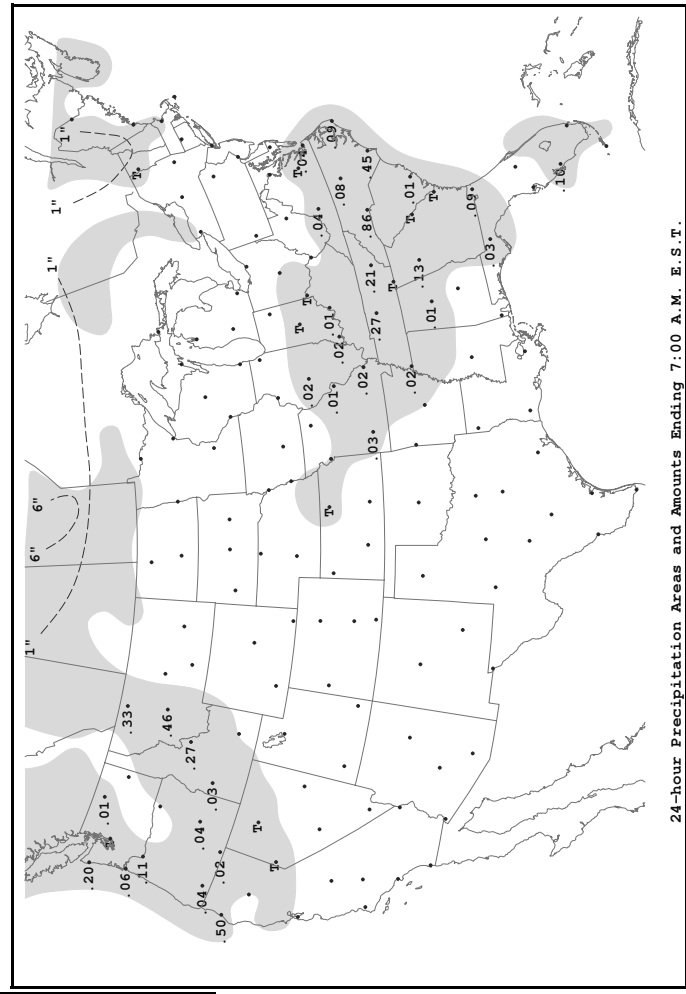 1"
6" 6"
1" 1" 1"
.20
.01
.06 .33 T
.11
.46
.27
.04 .04
.03
.50 .02
T
T
T T .04
.02 T .04
T .01 .09
.01 .02 .08
.02 .21 .86 .45
.03 .27
T
.02 .13 T .01
.01 T
.09
.03
.10
24-hour Precipitation Areas and Amounts Ending 7:00 A.M. E.S.T.